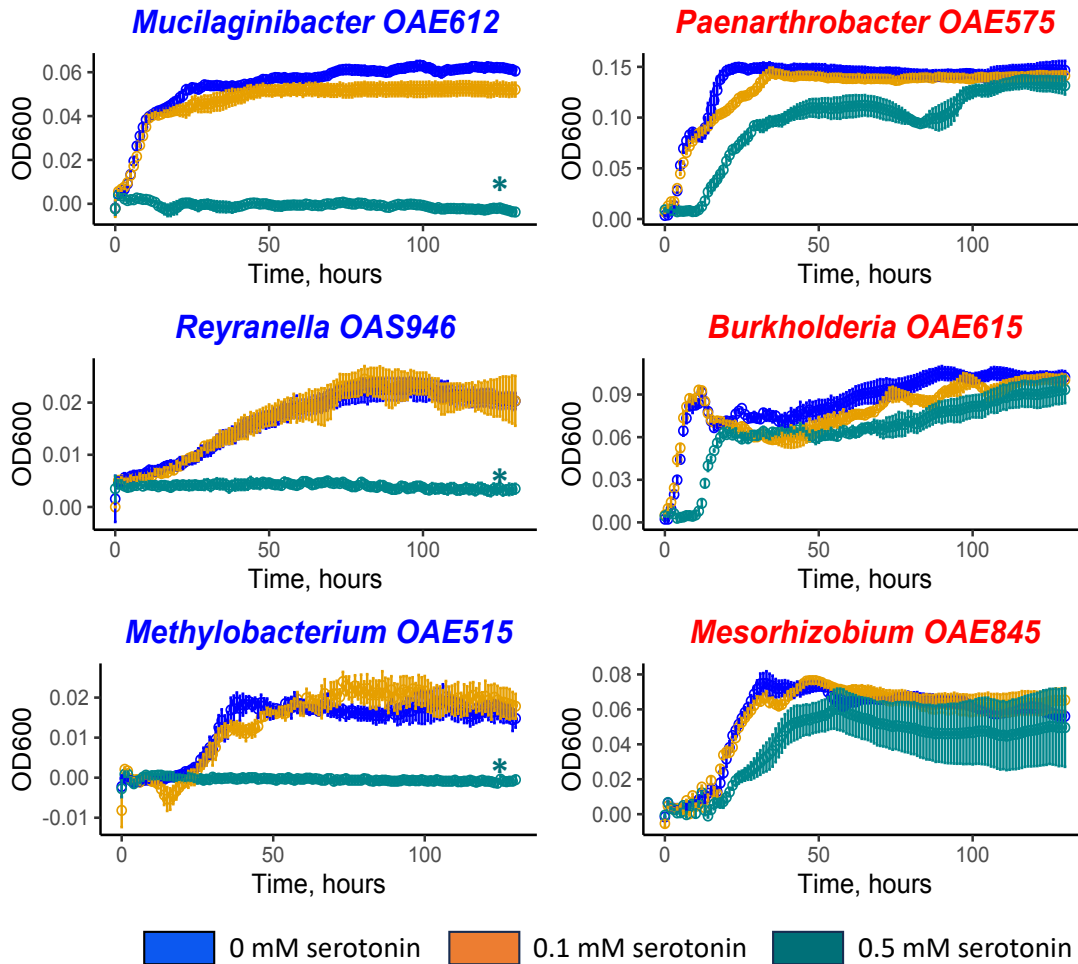 Mucilaginibacter OAE612
OD600
0.06
0.04
0.02
0.00
*
0
50
100
Time, hours
Paenarthrobacter OAE575
OD600
0.15
0.10
0.05
0.00
0
50
100
Time, hours
Reyranella OAS946
OD600
0.02
0.01
0.00
*
0
50
100
Time, hours
Burkholderia OAE615
OD600
0.09
0.06
0.03
0.00
0
50
100
Time, hours
Methylobacterium OAE515
OD600
0.02
0.01
0.00
-0.01
*
0
50
100
Time, hours
Mesorhizobium OAE845
OD600
0.08
0.06
0.04
0.02
0.00
0
50
100
Time, hours
0 mM serotonin
0.1 mM serotonin
0.5 mM serotonin